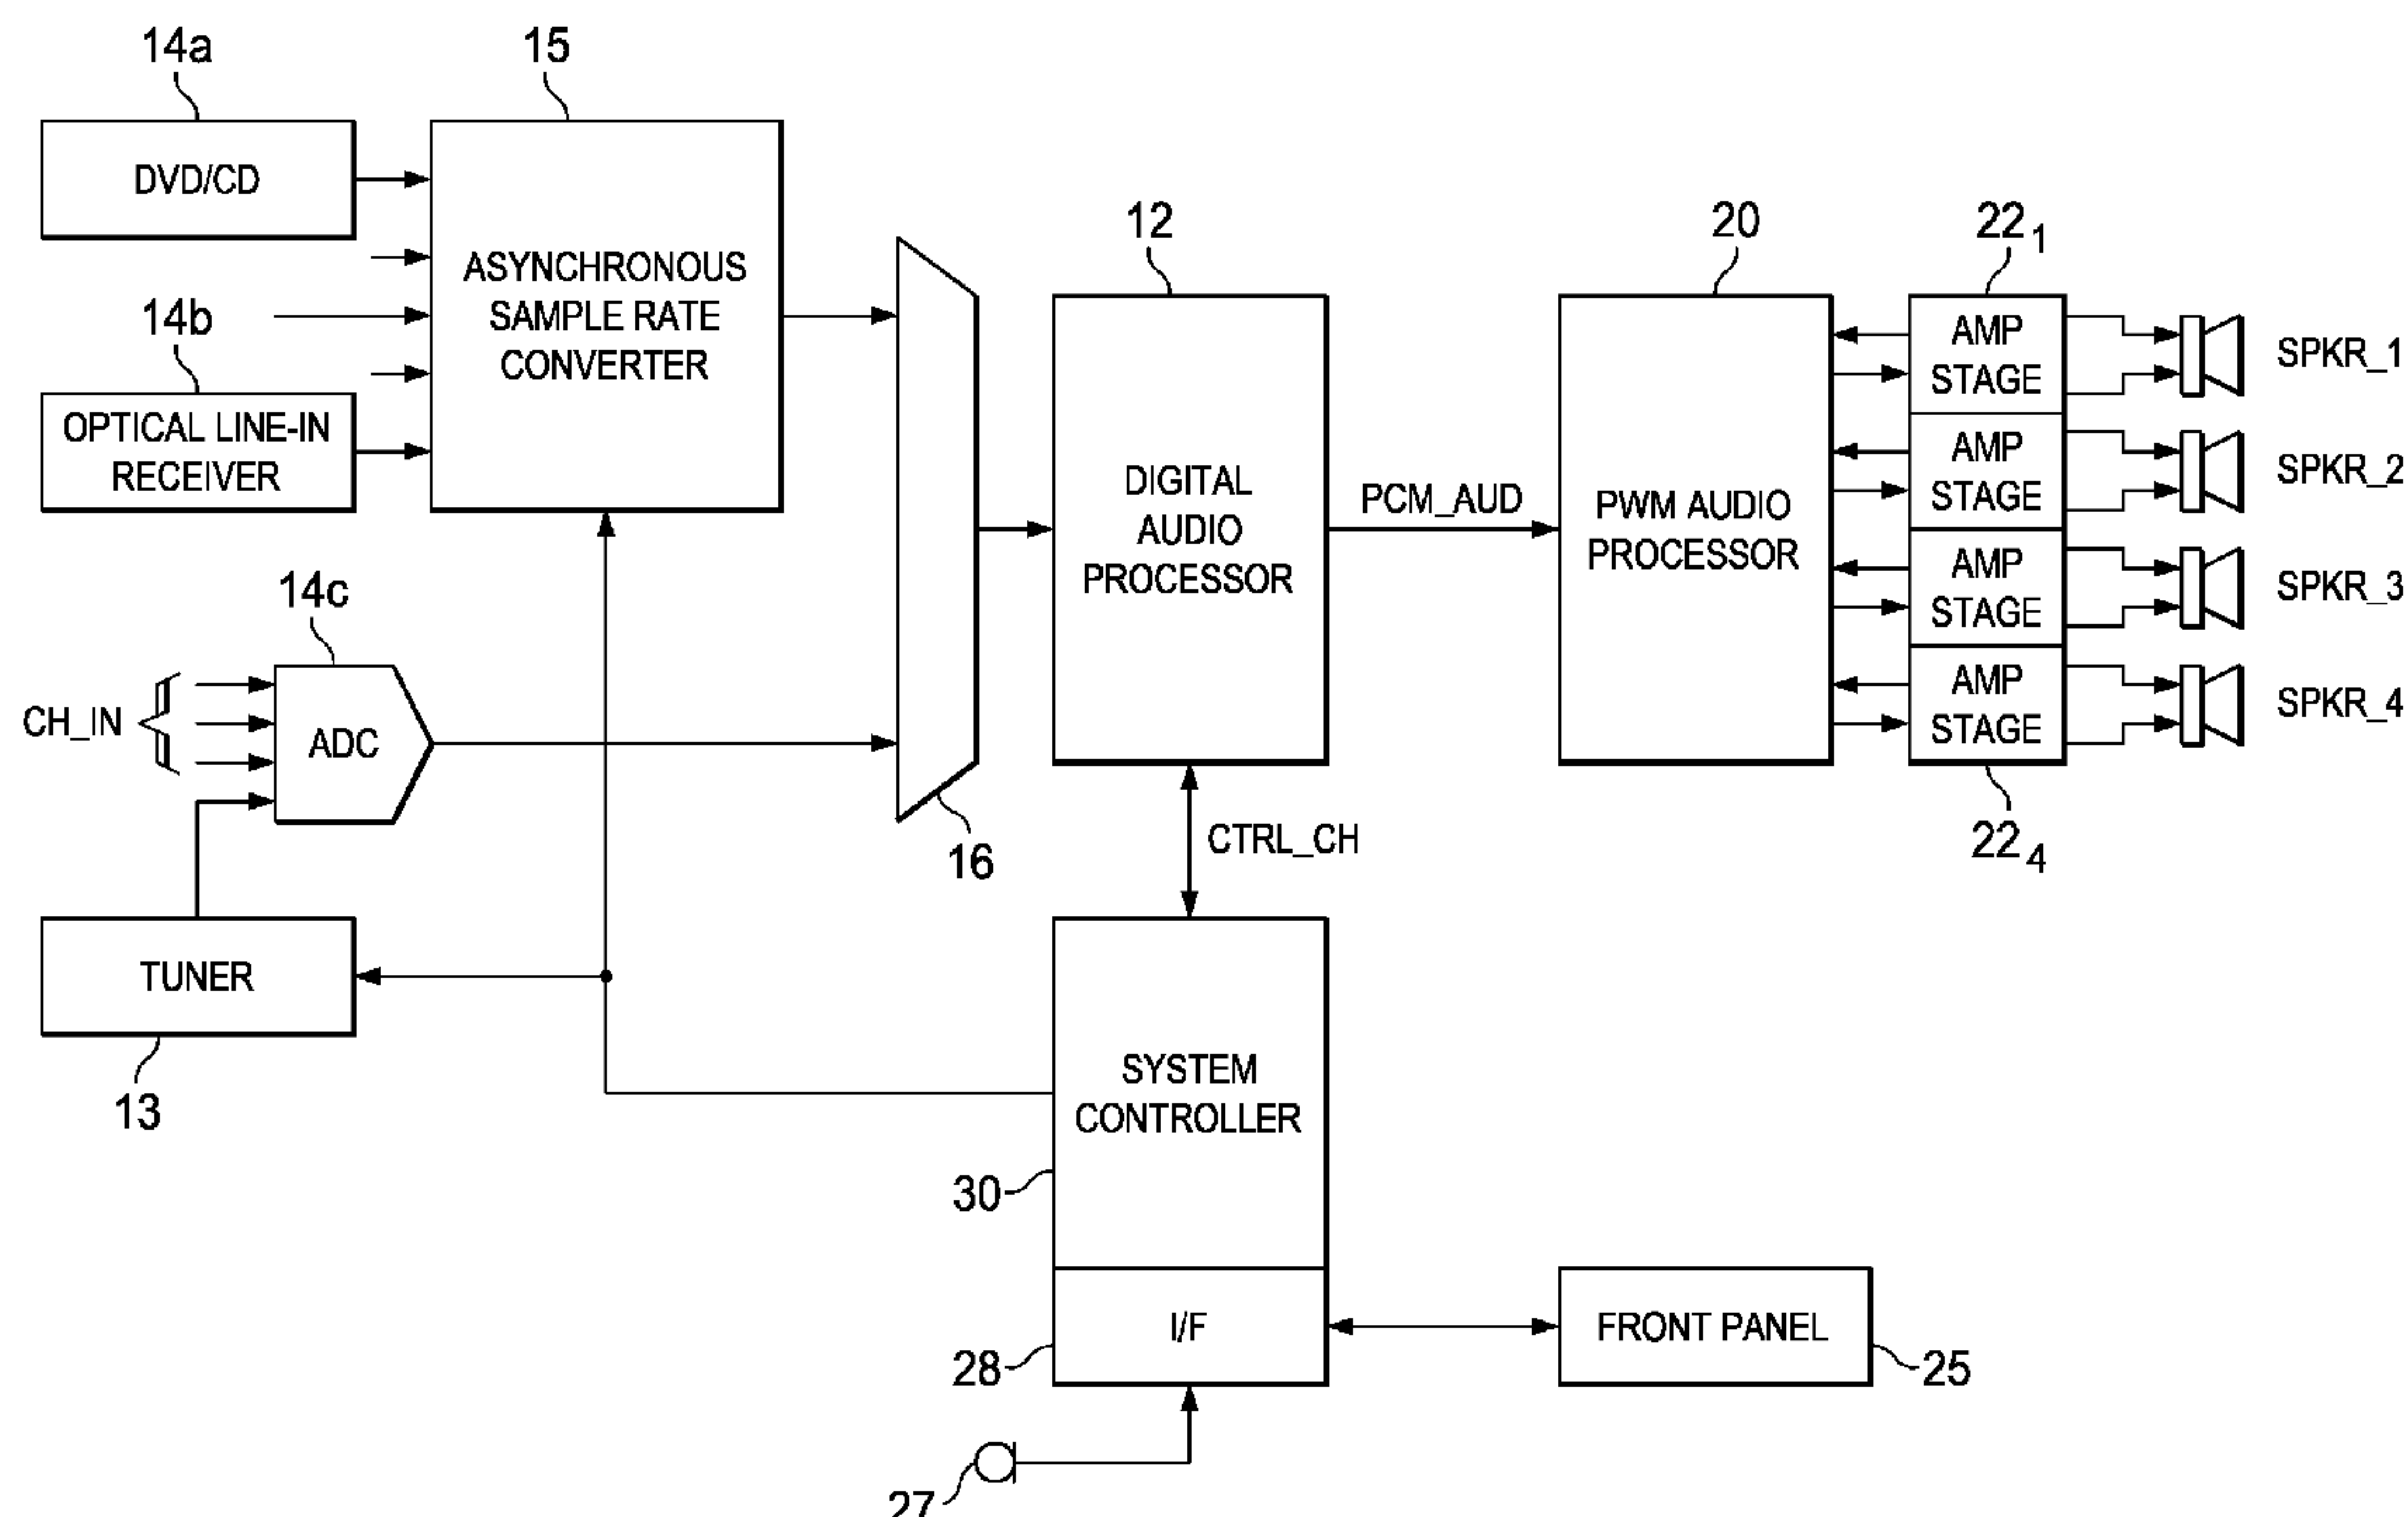 14a
15
DVD/CD
12
20
22 1
ASYNCHRONOUS
SAMPLE RATE
CONVERTER
14b
OPTICAL LINE-IN
RECEIVER
AMP
STAGE
SPKR_1
AMP
STAGE
SPKR_2
DIGITAL
AUDIO
PROCESSOR
PCM_AUD
PWM AUDIO
PROCESSOR
AMP
STAGE
SPKR_3
14c
CH_IN
ADC
AMP
STAGE
SPKR_4
16
CTRL_CH
22 4
TUNER
13
SYSTEM
CONTROLLER
30
I/F
28
FRONT PANEL
25
27